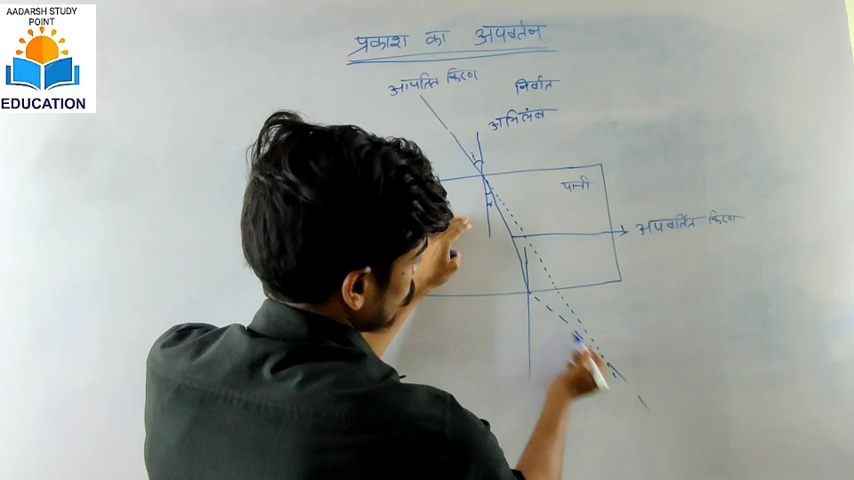 AADARSH STUDY
POINT
EDUCATION
प्रकाश का अपवर्तन
आपतित किरण
निर्वात
अभिलंब
i
पानी
r
अपवर्तित किरण